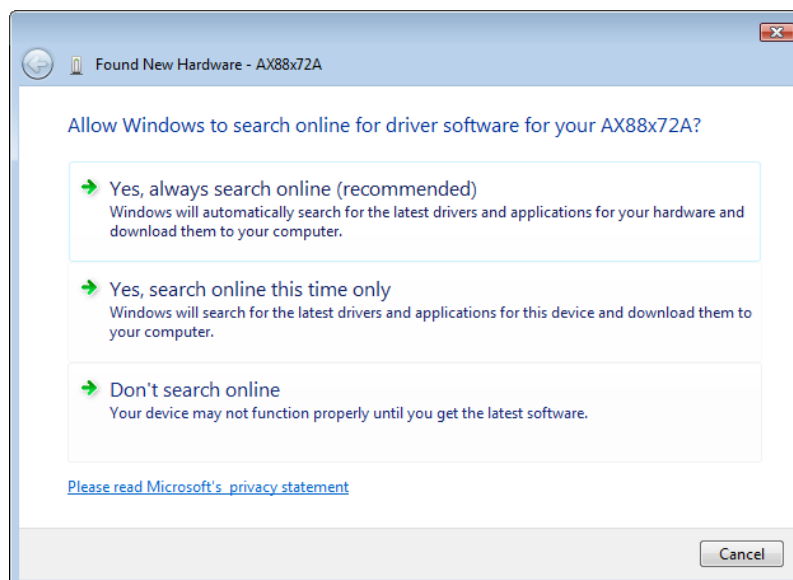 Found New Hardware - AX88x72A
Allow Windows to search online for driver software for your AX88x72A?
Yes, always search online (recommended)
Windows will automatically search for the latest drivers and applications for your hardware and
download them to your computer.
Yes, search online this time only
Windows will search for the latest drivers and applications for this device and download them to
your computer.
Don't search online
Your device may not function properly until you get the latest software.
Please read Microsoft's privacy statement
Cancel